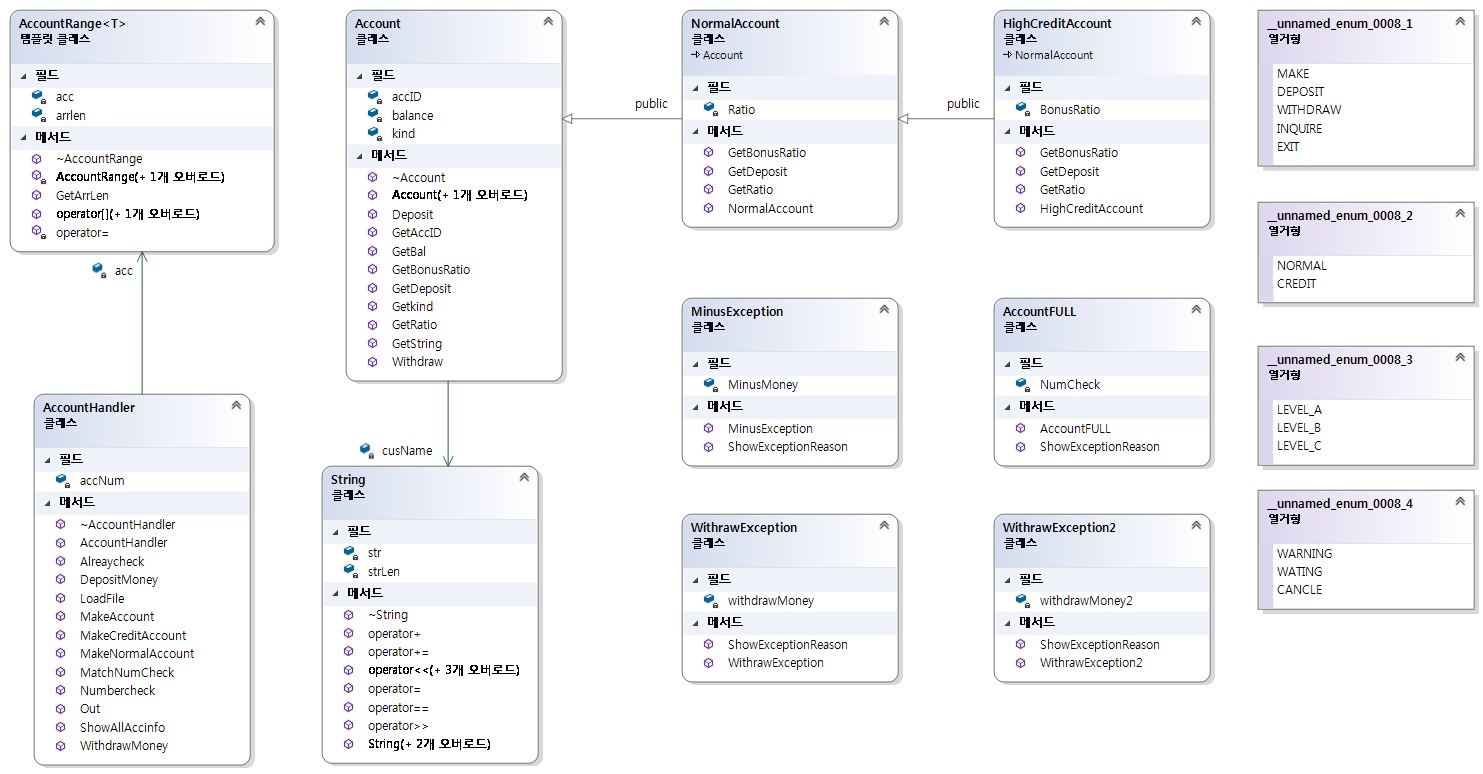 AccountRange<T>
템플릿 클래스
필드
acc
arrlen
메서드
~AccountRange
AccountRange(+ 1개 오버로드)
GetArrLen
operator[](+ 1개 오버로드)
operator=
acc
AccountHandler
클래스
필드
accNum
메서드
~AccountHandler
AccountHandler
Alreaycheck
DepositMoney
LoadFile
MakeAccount
MakeCreditAccount
MakeNormalAccount
MatchNumCheck
Numbercheck
Out
ShowAllAccinfo
WithdrawMoney
Account
클래스
필드
accID
balance
kind
메서드
~Account
Account(+ 1개 오버로드)
Deposit
GetAccID
GetBal
GetBonusRatio
GetDeposit
Getkind
GetRatio
GetString
Withdraw
cusName
String
클래스
필드
str
strLen
메서드
~String
operator+
operator+=
operator<<(+ 3개 오버로드)
operator=
operator==
operator>>
String(+ 2개 오버로드)
public
NormalAccount
클래스
Account
필드
Ratio
메서드
GetBonusRatio
GetDeposit
GetRatio
NormalAccount
public
HighCreditAccount
클래스
NormalAccount
필드
BonusRatio
메서드
GetBonusRatio
GetDeposit
GetRatio
HighCreditAccount
MinusException
클래스
필드
MinusMoney
메서드
MinusException
ShowExceptionReason
AccountFULL
클래스
필드
NumCheck
메서드
AccountFULL
ShowExceptionReason
WithrawException
클래스
필드
withdrawMoney
메서드
ShowExceptionReason
WithrawException
WithrawException2
클래스
필드
withdrawMoney2
메서드
ShowExceptionReason
WithrawException2
__unnamed_enum_0008_1
열거형
MAKE
DEPOSIT
WITHDRAW
INQUIRE
EXIT
__unnamed_enum_0008_2
열거형
NORMAL
CREDIT
__unnamed_enum_0008_3
열거형
LEVEL_A
LEVEL_B
LEVEL_C
__unnamed_enum_0008_4
열거형
WARNING
WATING
CANCLE